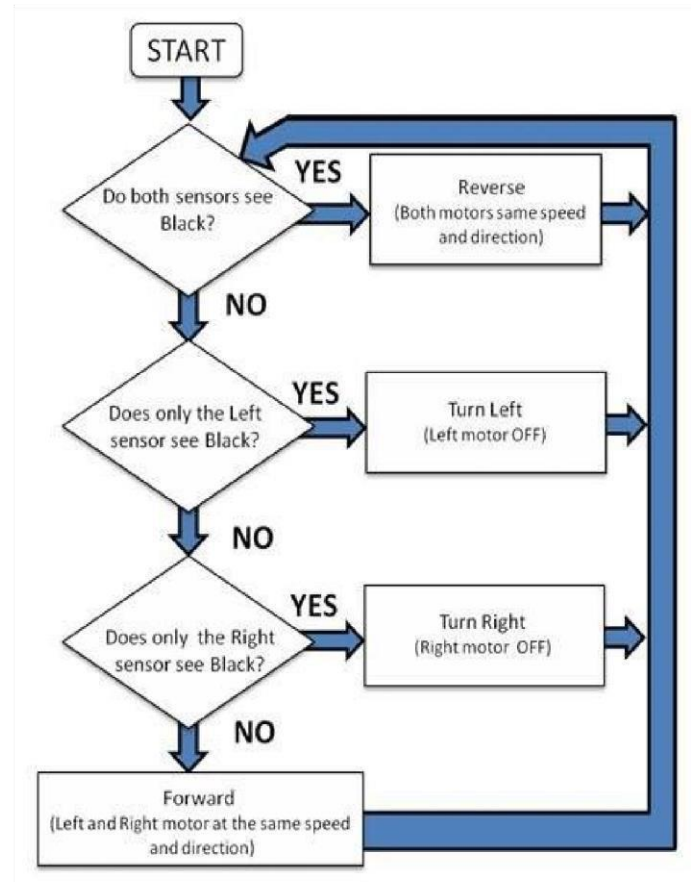 START
Do both sensors see
Black?
YES
Reverse
(Both motors same speed
and direction)
NO
Does only the Left
sensor see Black?
YES
Turn Left
(Left motor OFF)
NO
Does only the Right
sensor see Black?
YES
Turn Right
(Right motor OFF)
NO
Forward
(Left and Right motor at the same speed
and direction)